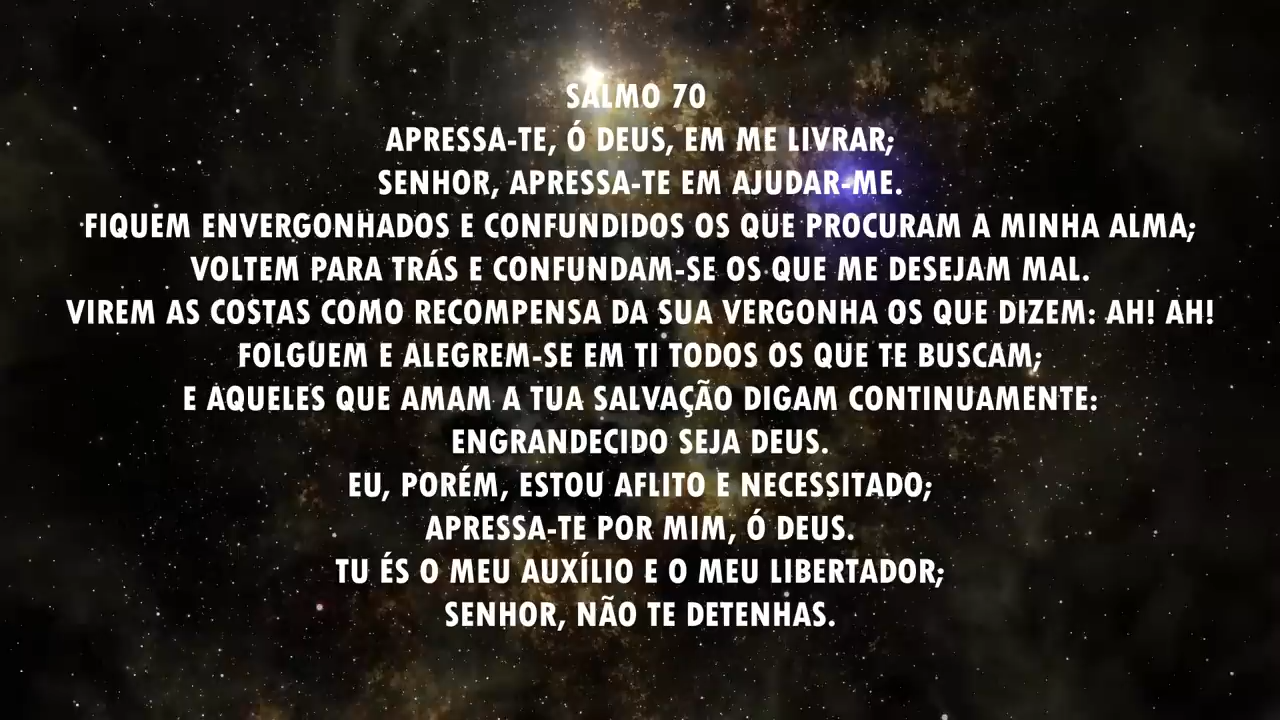 SALMO 70
APRESSA-TE, Ó DEUS, EM ME LIVRAR;
SENHOR, APRESSA-TE EM AJUDAR-ME.
FIQUEM ENVERGONHADOS E CONFUNDIDOS OS QUE PROCURAM A MINHA ALMA;
VOLTEM PARA TRÁS E CONFUNDAM-SE OS QUE ME DESEJAM MAL.
VIREM AS COSTAS COMO RECOMPENSA DA SUA VERGONHA OS QUE DIZEM: AH! AH!
FOLGUEM E ALEGREM-SE EM TI TODOS OS QUE TE BUSCAM;
E AQUELES QUE AMAM A TUA SALVAÇÃO DIGAM CONTINUAMENTE:
ENGRANDECIDO SEJA DEUS.
EU, PORÉM, ESTOU AFLITO E NECESSITADO;
APRESSA-TE POR MIM, Ó DEUS.
TU ÉS O MEU AUXÍLIO E O MEU LIBERTADOR;
SENHOR, NÃO TE DETENHAS.